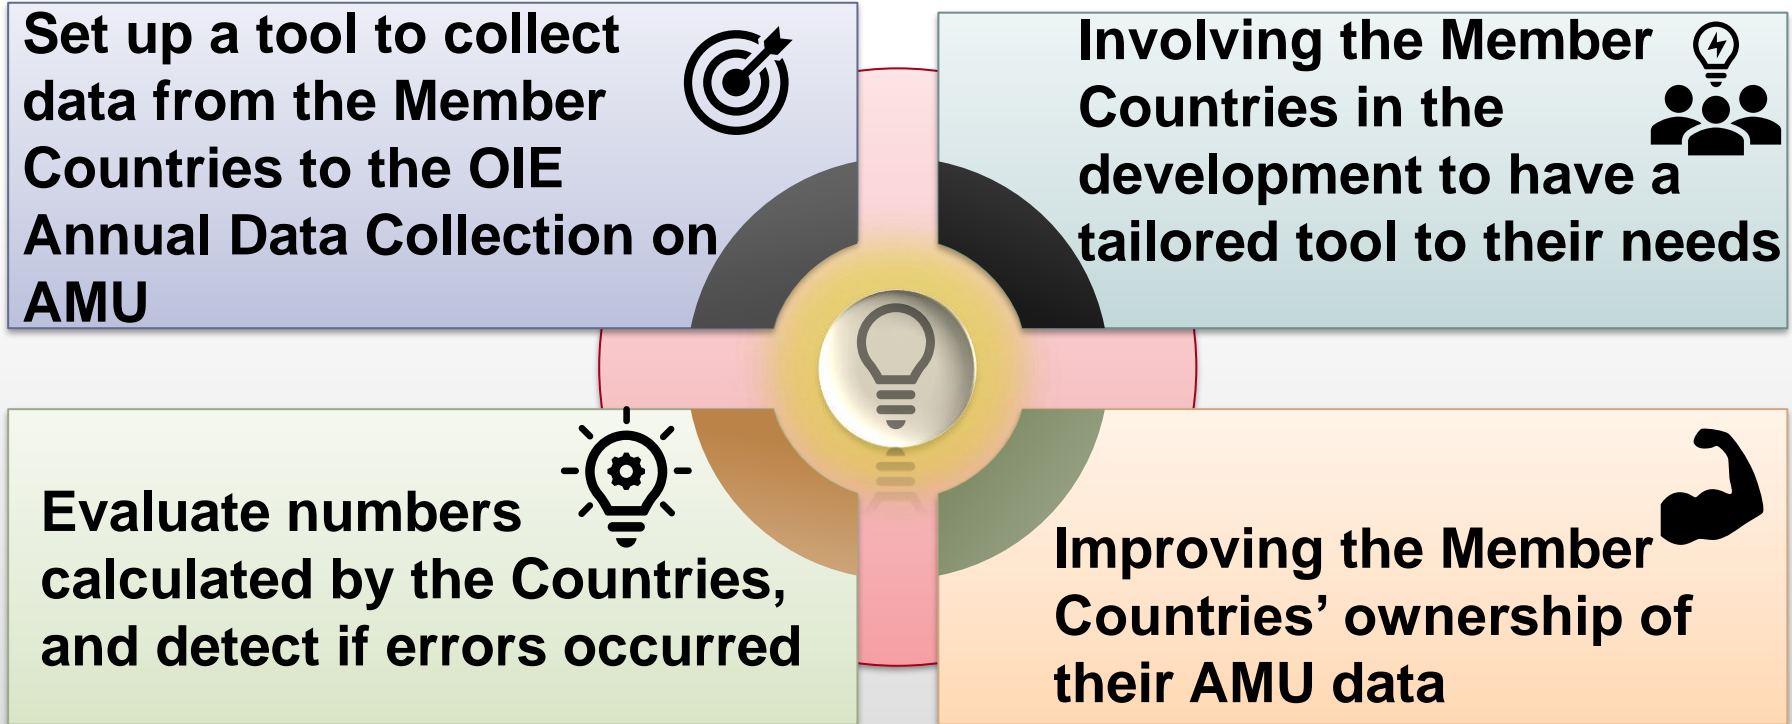 Set up a tool to collect
data from the Member
Countries to the OIE
Annual Data Collection on
AMU
Involving the Member
Countries in the
development to have a
tailored tool to their needs
Evaluate numbers
calculated by the Countries,
and detect if errors occurred
Improving the Member
Countries’ ownership of
their AMU data